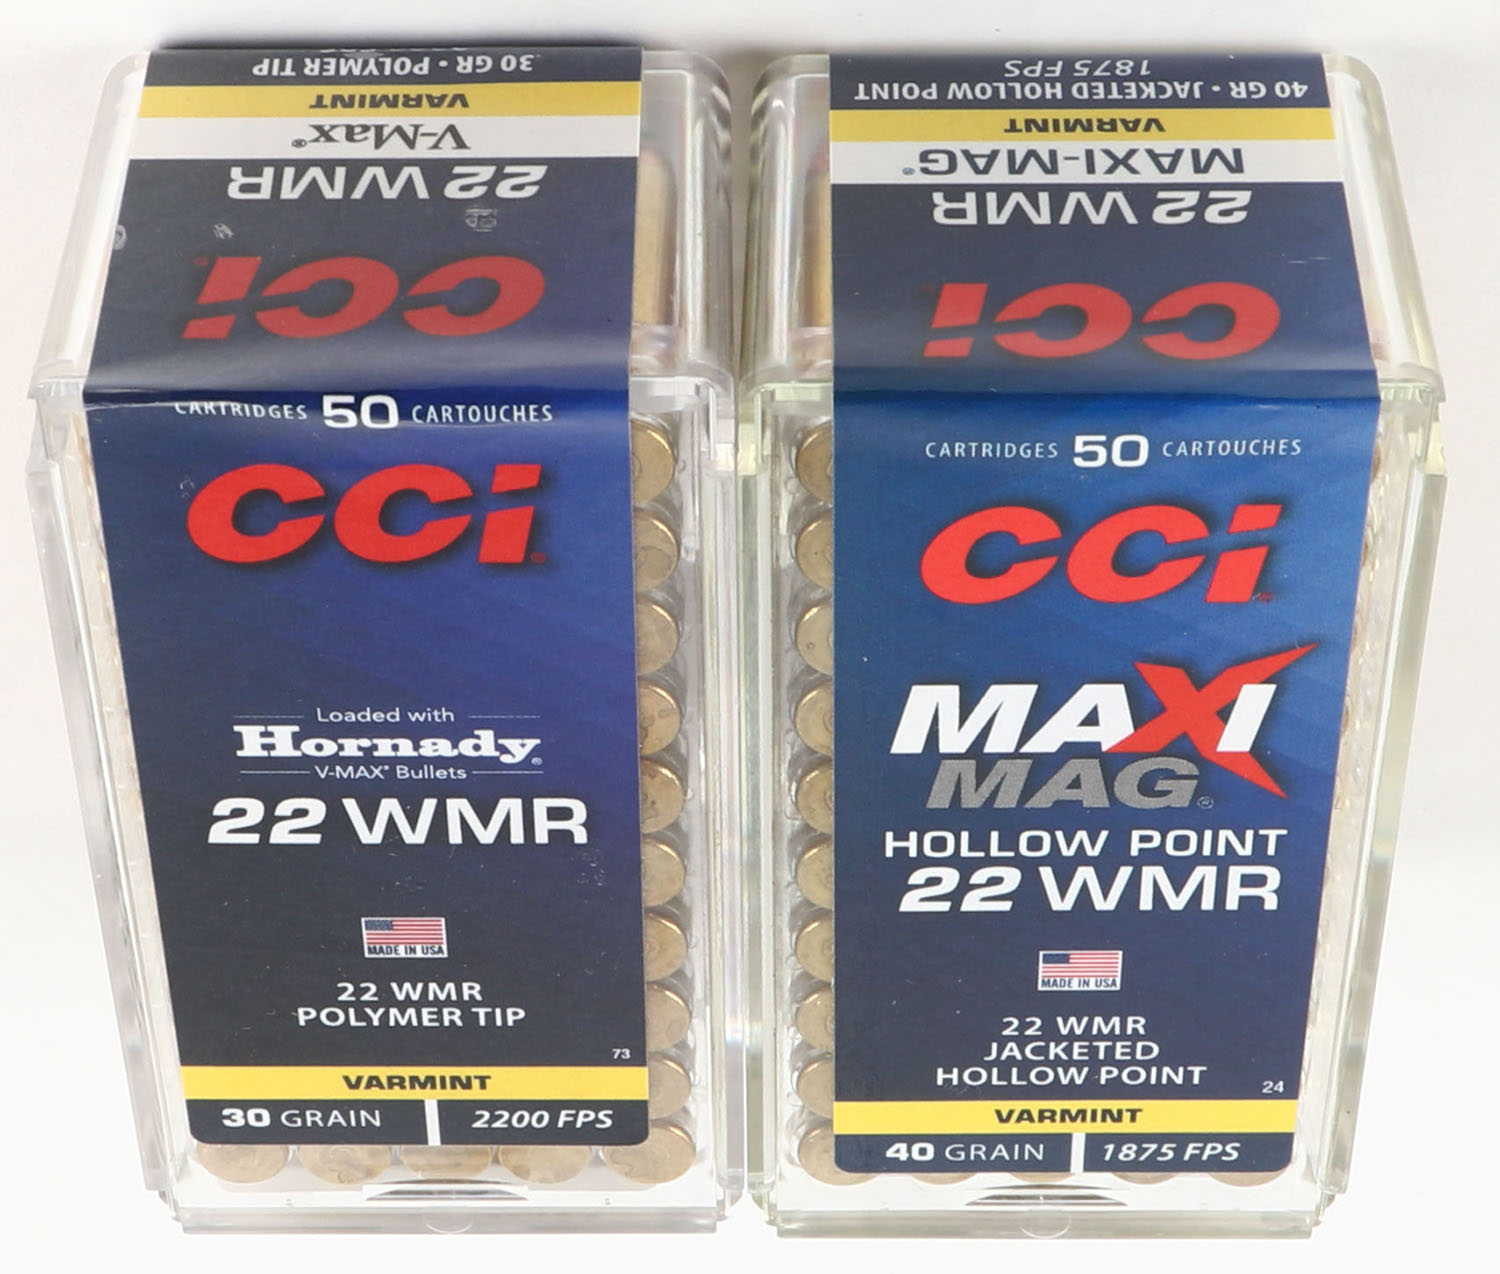 30 GR • POLYMER TIP
VARMINT
V-Max®
22 WMR
CCi
CARTRIDGES 50 CARTOUCHES
CCi
Loaded with
Hornady®
V-MAX® Bullets
22 WMR
MADE IN USA
22 WMR
POLYMER TIP
73
VARMINT
30 GRAIN | 2200 FPS
1875 FPS
40 GR • JACKETED HOLLOW POINT
VARMINT
MAXI-MAG®
22 WMR
CCi
CARTRIDGES 50 CARTOUCHES
CCi
MAXI
MAG®
HOLLOW POINT
22 WMR
MADE IN USA
22 WMR
JACKETED
HOLLOW POINT
24
VARMINT
40 GRAIN | 1875 FPS